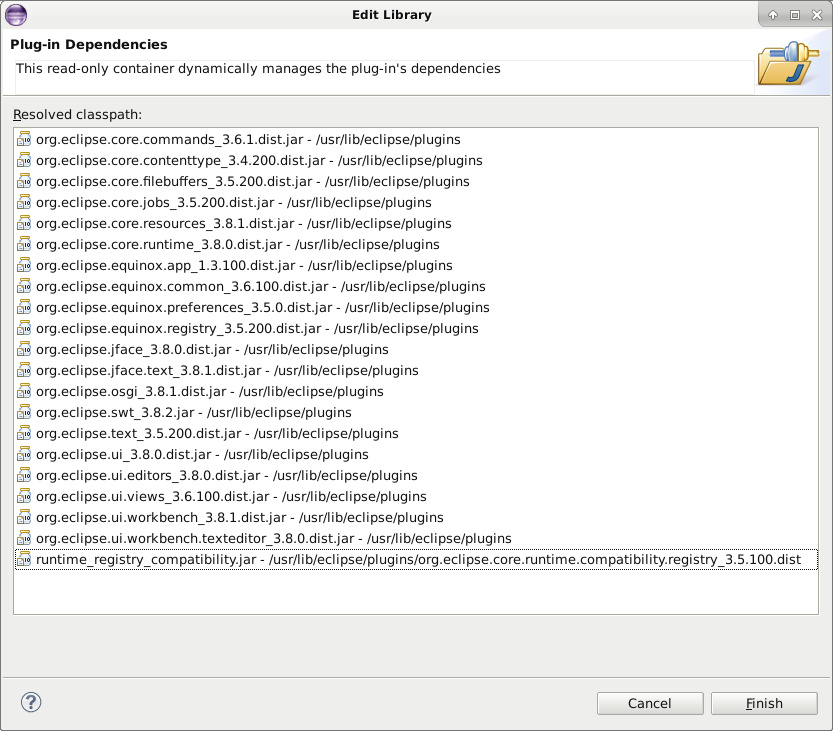 Edit Library
Plug-in Dependencies
This read-only container dynamically manages the plug-in's dependencies
Resolved classpath:
org.eclipse.core.commands_3.6.1.dist.jar - /usr/lib/eclipse/plugins
org.eclipse.core.contenttype_3.4.200.dist.jar - /usr/lib/eclipse/plugins
org.eclipse.core.filebuffers_3.5.200.dist.jar - /usr/lib/eclipse/plugins
org.eclipse.core.jobs_3.5.200.dist.jar - /usr/lib/eclipse/plugins
org.eclipse.core.resources_3.8.1.dist.jar - /usr/lib/eclipse/plugins
org.eclipse.core.runtime_3.8.0.dist.jar - /usr/lib/eclipse/plugins
org.eclipse.equinox.app_1.3.100.dist.jar - /usr/lib/eclipse/plugins
org.eclipse.equinox.common_3.6.100.dist.jar - /usr/lib/eclipse/plugins
org.eclipse.equinox.preferences_3.5.0.dist.jar - /usr/lib/eclipse/plugins
org.eclipse.equinox.registry_3.5.200.dist.jar - /usr/lib/eclipse/plugins
org.eclipse.jface_3.8.0.dist.jar - /usr/lib/eclipse/plugins
org.eclipse.jface.text_3.8.1.dist.jar - /usr/lib/eclipse/plugins
org.eclipse.osgi_3.8.1.dist.jar - /usr/lib/eclipse/plugins
org.eclipse.swt_3.8.2.jar - /usr/lib/eclipse/plugins
org.eclipse.text_3.5.200.dist.jar - /usr/lib/eclipse/plugins
org.eclipse.ui_3.8.0.dist.jar - /usr/lib/eclipse/plugins
org.eclipse.ui.editors_3.8.0.dist.jar - /usr/lib/eclipse/plugins
org.eclipse.ui.views_3.6.100.dist.jar - /usr/lib/eclipse/plugins
org.eclipse.ui.workbench_3.8.1.dist.jar - /usr/lib/eclipse/plugins
org.eclipse.ui.workbench.texteditor_3.8.0.dist.jar - /usr/lib/eclipse/plugins
runtime_registry_compatibility.jar - /usr/lib/eclipse/plugins/org.eclipse.core.runtime.compatibility.registry_3.5.100.dist
? Cancel Finish